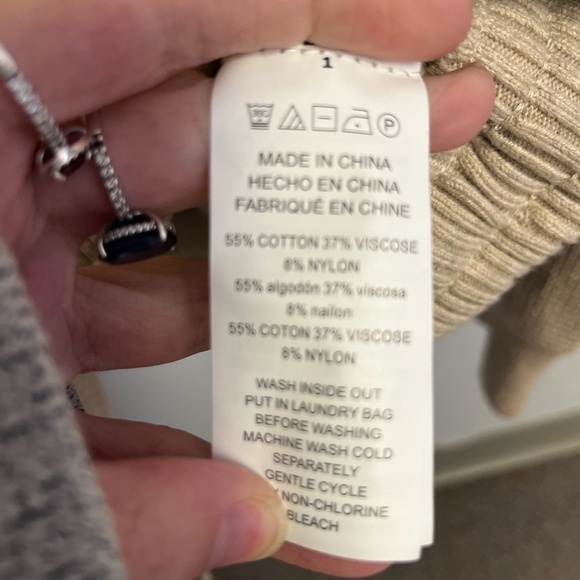 1
P
MADE IN CHINA
HECHO EN CHINA
FABRIQUÉ EN CHINE
55% COTTON 37% VISCOSE
8% NYLON
55% algodón 37% viscosa
8% nailon
55% COTON 37% VISCOSE
8% NYLON
WASH INSIDE OUT
PUT IN LAUNDRY BAG
BEFORE WASHING
MACHINE WASH COLD
SEPARATELY
GENTLE CYCLE
NON-CHLORINE
BLEACH